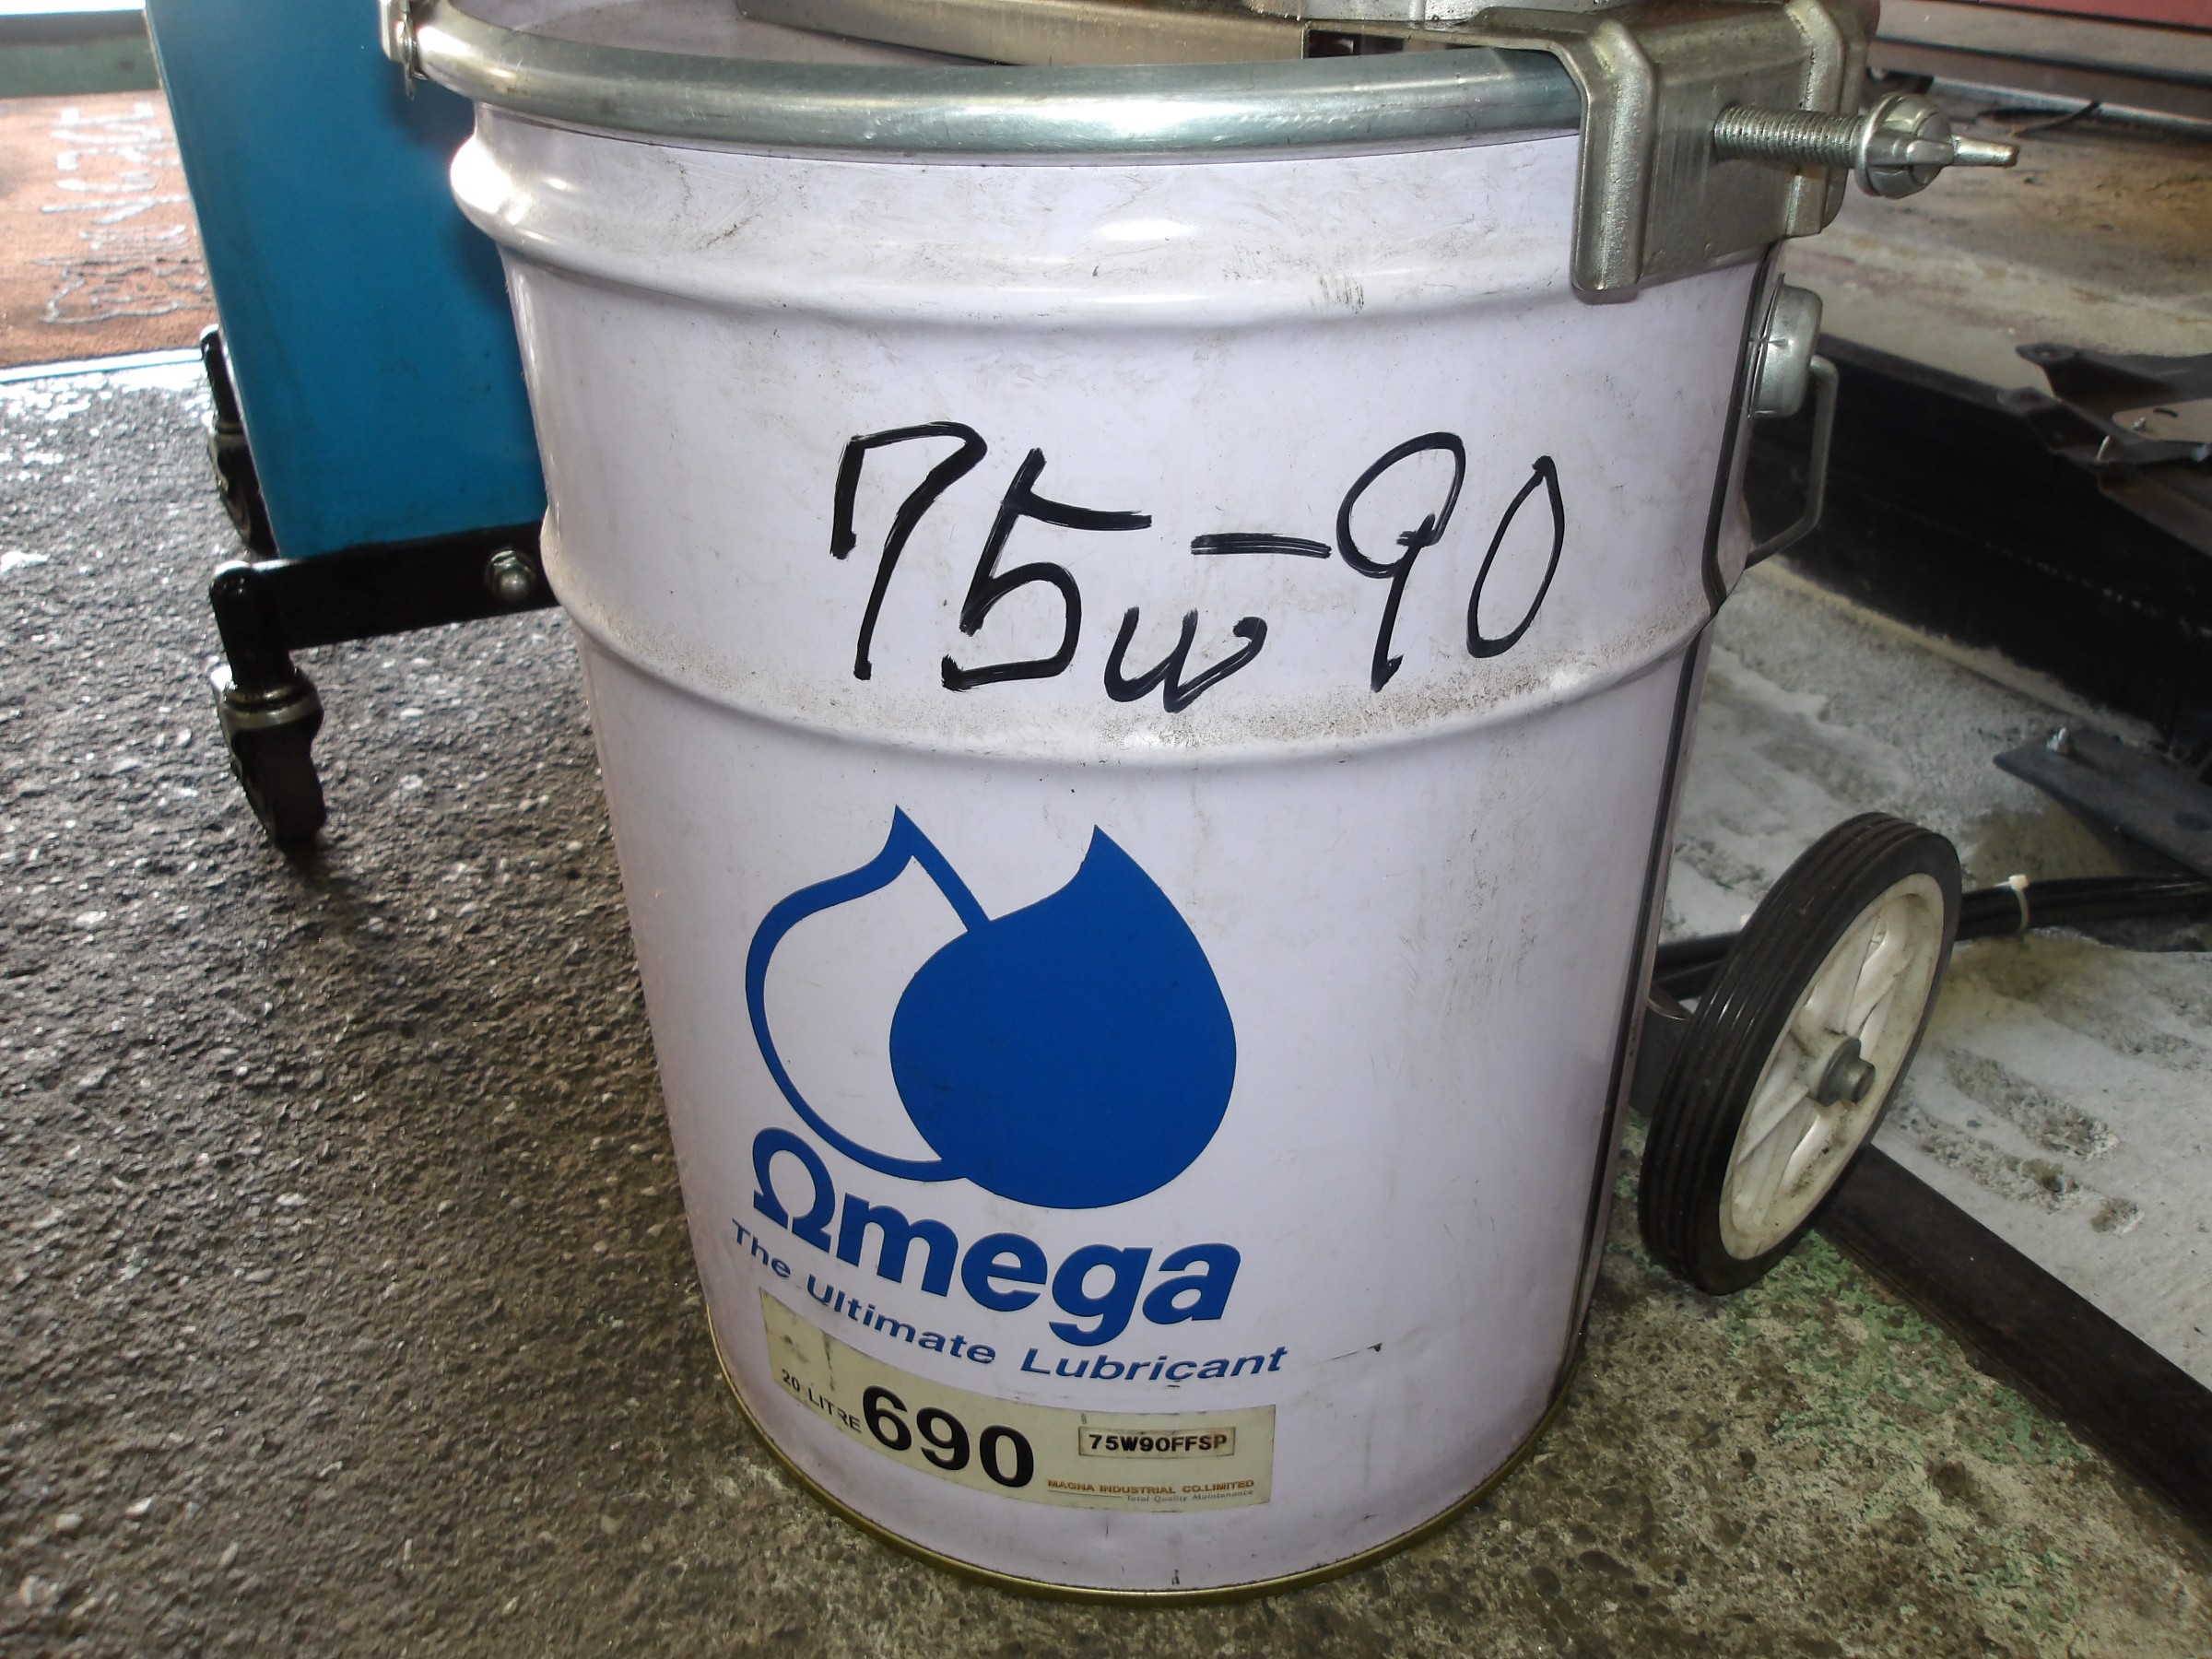 75w-90
Ωmega
The Ultimate Lubricant
20 LITRE 690 75W90FFSP
MAGNA INDUSTRIAL CO.LIMITED
Total Quality Maintenance